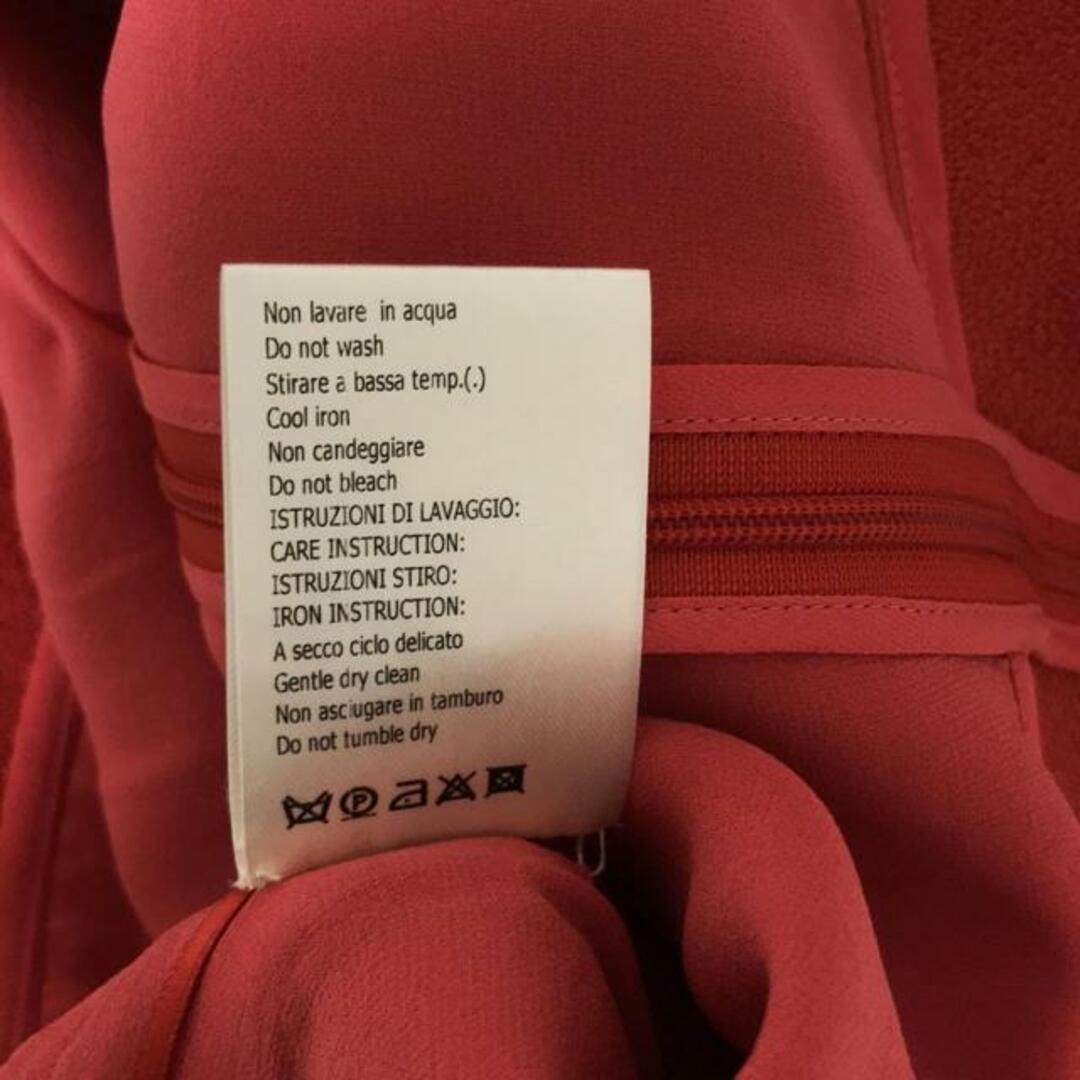 Non lavare in acqua
Do not wash
Stirare a bassa temp.(.)
Cool iron
Non candeggiare
Do not bleach
ISTRUZIONI DI LAVAGGIO:
CARE INSTRUCTION:
ISTRUZIONI STIRO:
IRON INSTRUCTION:
A secco ciclo delicato
Gentle dry clean
Non asciugare in tamburo
Do not tumble dry
P